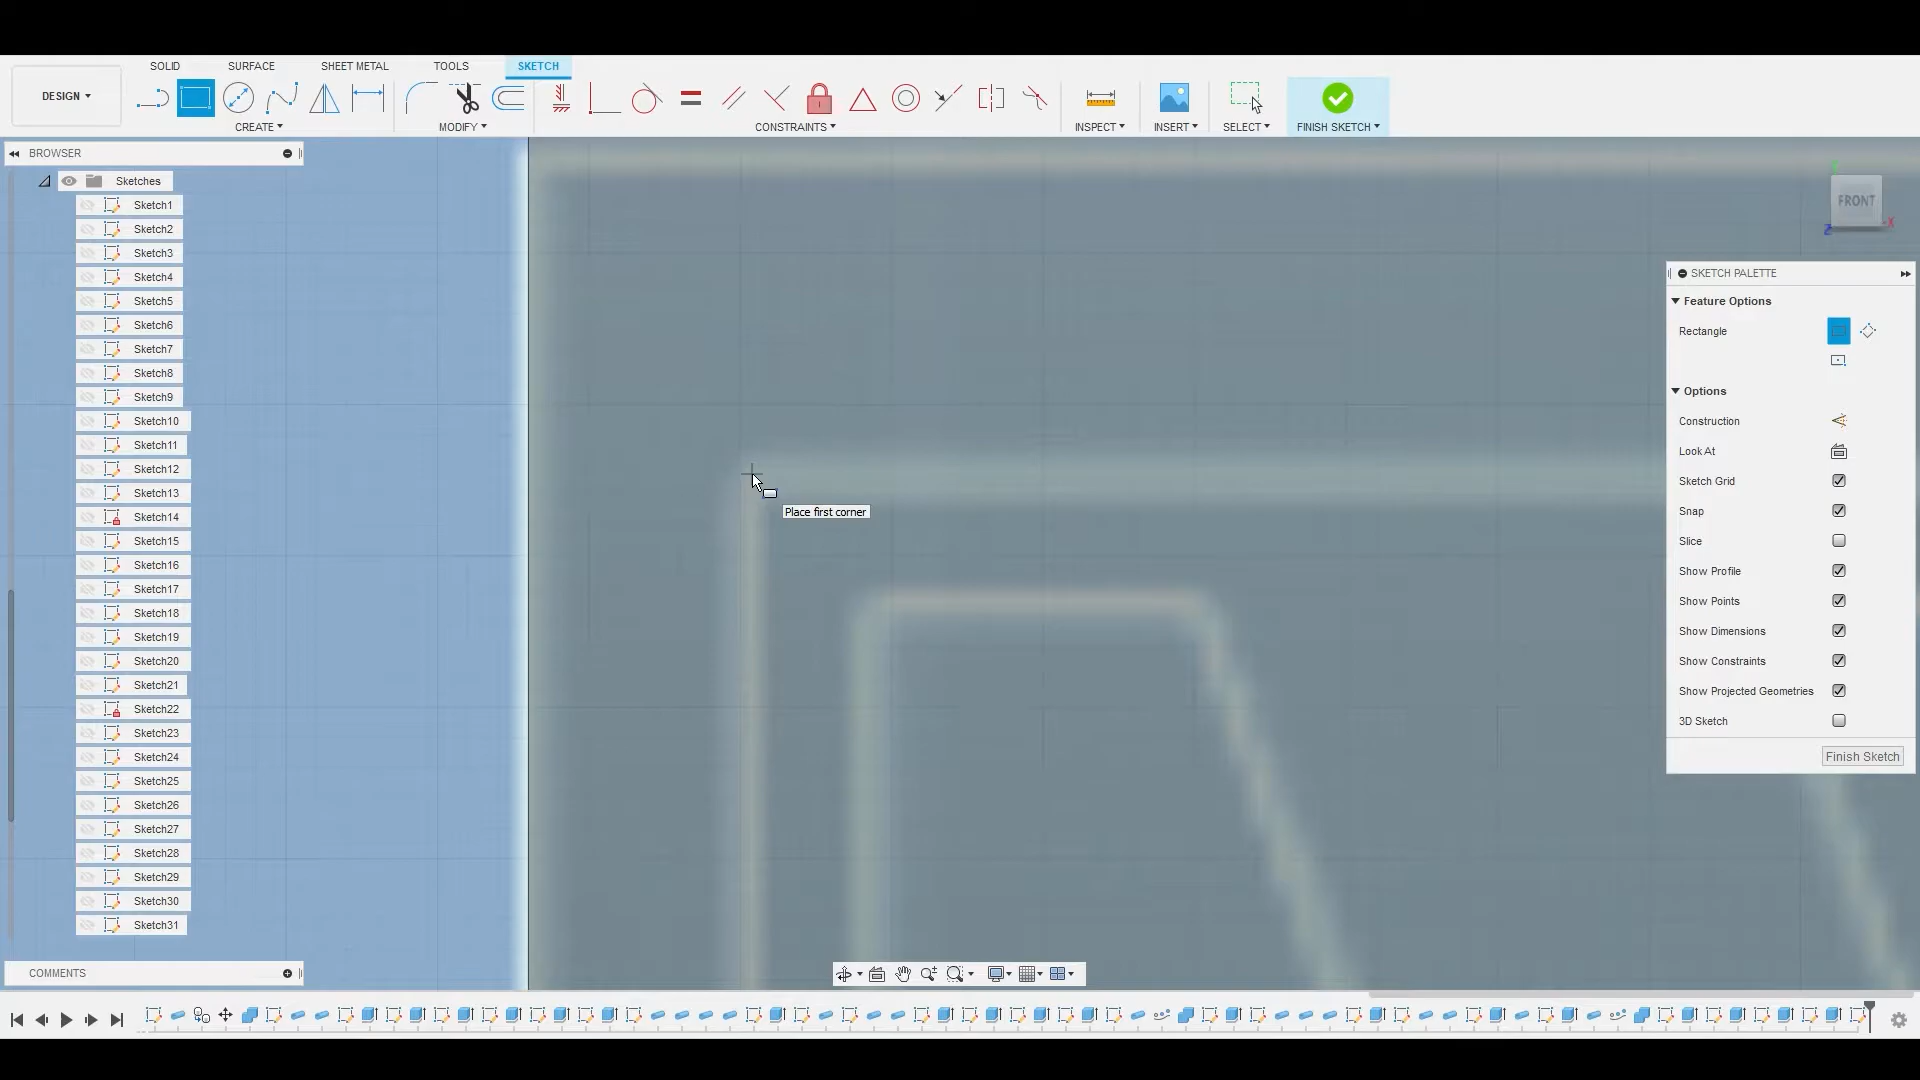 SOLID SURFACE SHEET METAL TOOLS SKETCH
DESIGN
CREATE MODIFY CONSTRAINTS INSPECT INSERT SELECT FINISH SKETCH
BROWSER
Sketches
Sketch1
Sketch2
Sketch3
Sketch4
Sketch5
Sketch6
Sketch7
Sketch8
Sketch9
Sketch10
Sketch11
Sketch12
Sketch13
Sketch14
Sketch15
Sketch16
Sketch17
Sketch18
Sketch19
Sketch20
Sketch21
Sketch22
Sketch23
Sketch24
Sketch25
Sketch26
Sketch27
Sketch28
Sketch29
Sketch30
Sketch31
COMMENTS
Place first corner
FRONT
X
Z
SKETCH PALETTE
Feature Options
Rectangle
Options
Construction
Look At
Sketch Grid
Snap
Slice
Show Profile
Show Points
Show Dimensions
Show Constraints
Show Projected Geometries
3D Sketch
Finish Sketch